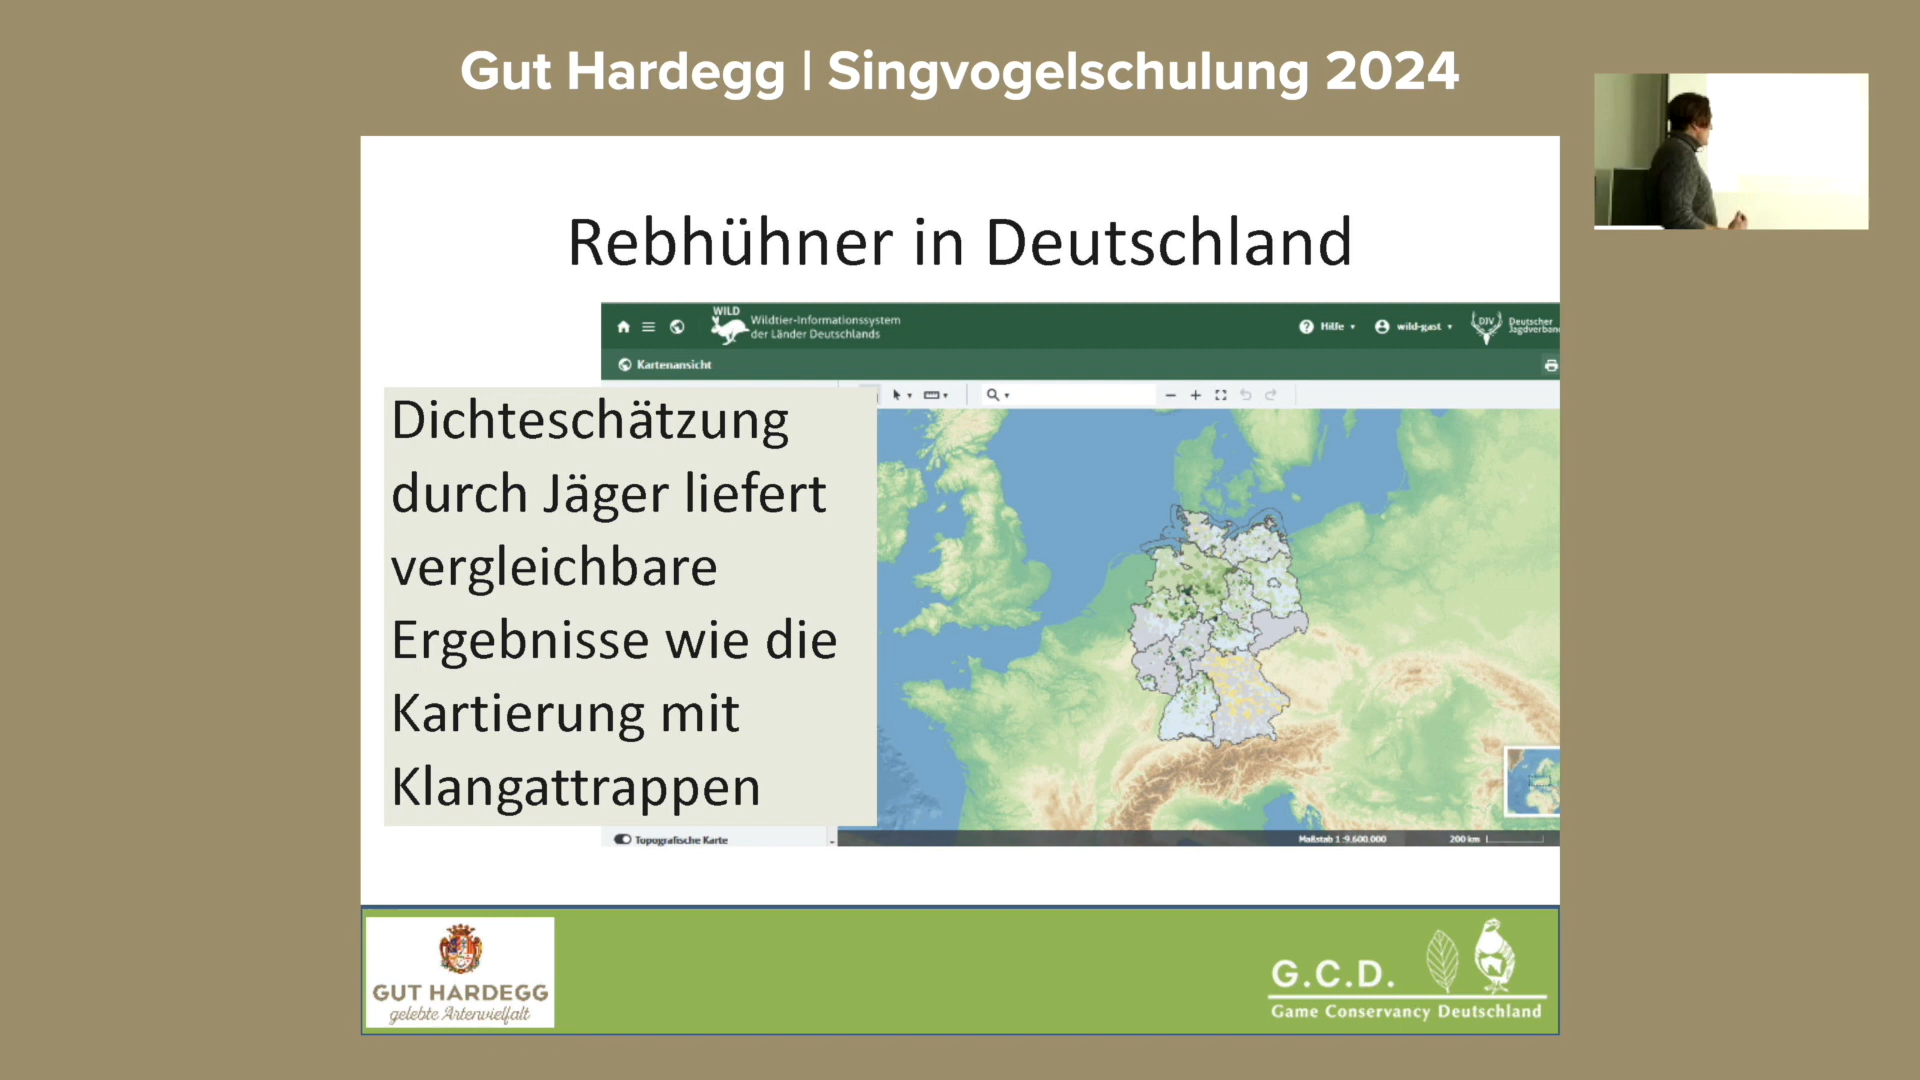 Gut Hardegg | Singvogelschulung 2024
Rebhühner in Deutschland
WILD
Wildtier-Informationssystem
der Länder Deutschlands
Hilfe
wild-gast
DJV
Deutscher
Jagdverban
Kartenansicht
Dichteschätzung
durch Jäger liefert
vergleichbare
Ergebnisse wie die
Kartierung mit
Klangattrappen
Topografische Karte
Maßstab 1:9.600.000
200 km
GUT HARDEGG
gelebte Artenvielfalt
G.C.D.
Game Conservancy Deutschland